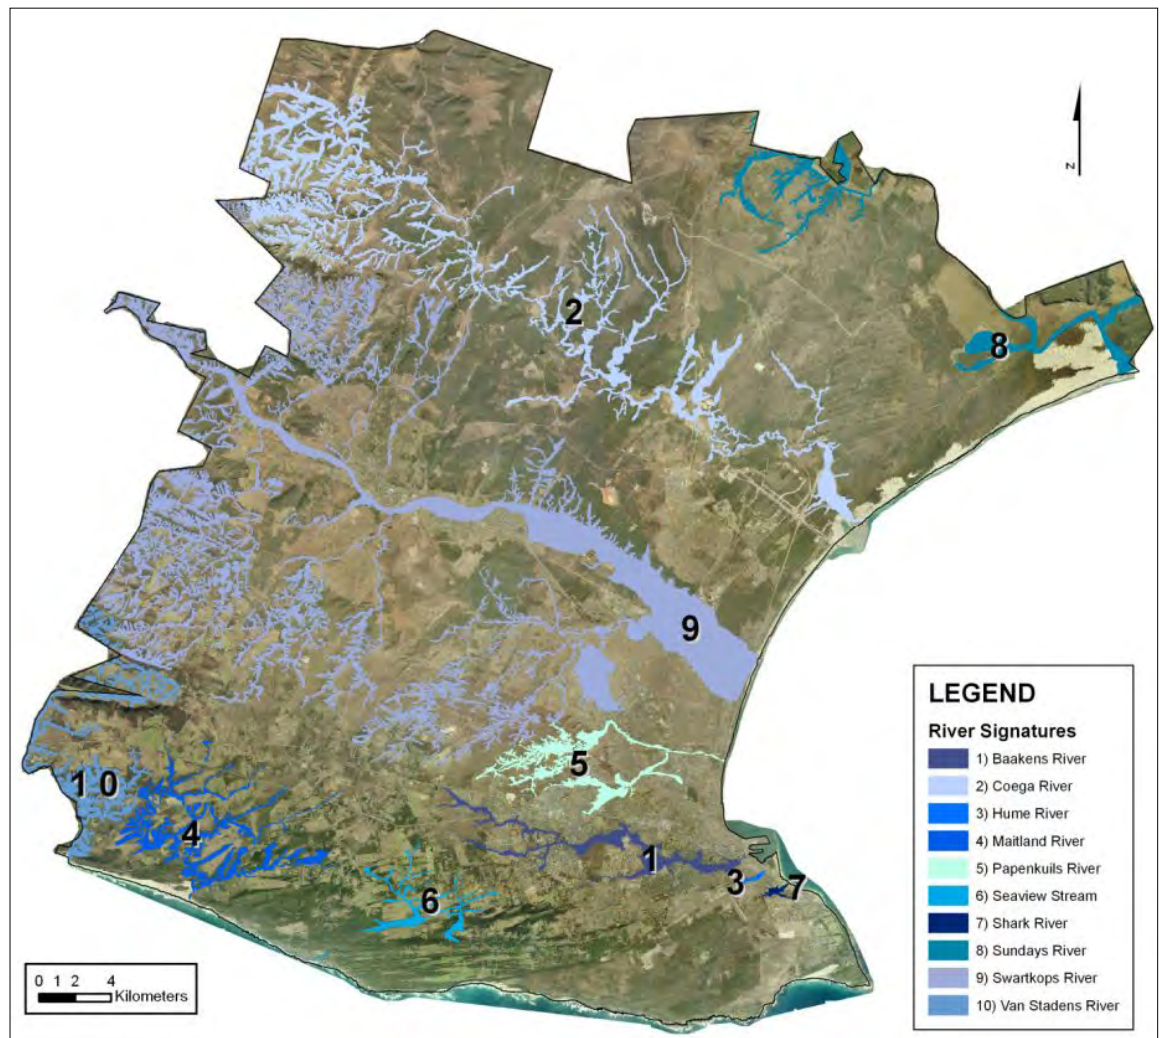 N
2
8
9
5
10
4
1
3
7
6
LEGEND
River Signatures
1) Baakens River
2) Coega River
3) Hume River
4) Maitland River
5) Papenkuils River
6) Seaview Stream
7) Shark River
8) Sundays River
9) Swartkops River
10) Van Stadens River
0 1 2 4
Kilometers